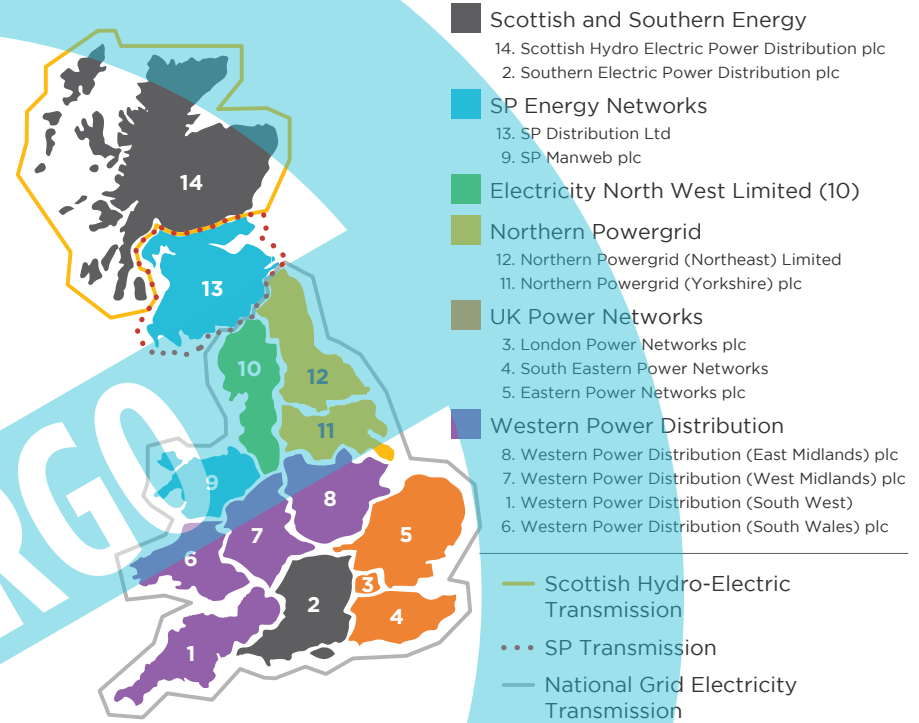 Scottish and Southern Energy
14. Scottish Hydro Electric Power Distribution plc
2. Southern Electric Power Distribution plc
SP Energy Networks
13. SP Distribution Ltd
9. SP Manweb plc
Electricity North West Limited (10)
Northern Powergrid
12. Northern Powergrid (Northeast) Limited
11. Northern Powergrid (Yorkshire) plc
UK Power Networks
3. London Power Networks plc
4. South Eastern Power Networks
5. Eastern Power Networks plc
Western Power Distribution
8. Western Power Distribution (East Midlands) plc
7. Western Power Distribution (West Midlands) plc
1. Western Power Distribution (South West)
6. Western Power Distribution (South Wales) plc
Scottish Hydro-Electric
Transmission
SP Transmission
National Grid Electricity
Transmission
14
13
10
12
11
9
8
5
7
6
3
2
4
1
RGO